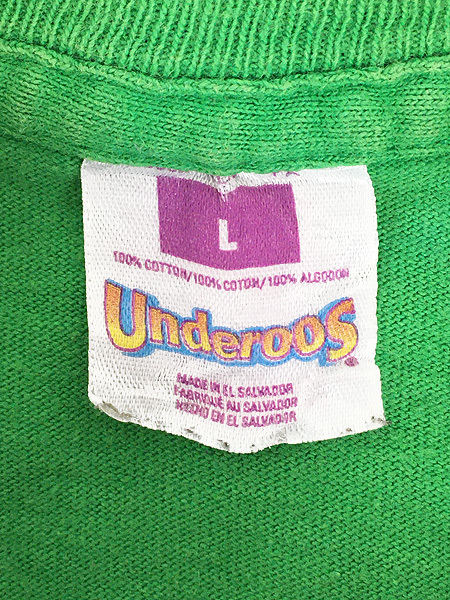 L
100% COTTON/100% COTON/100% ALGODON
Underoos®
MADE IN EL SALVADOR
FABRIQUÉ AU SALVADOR
HECHO EN EL SALVADOR